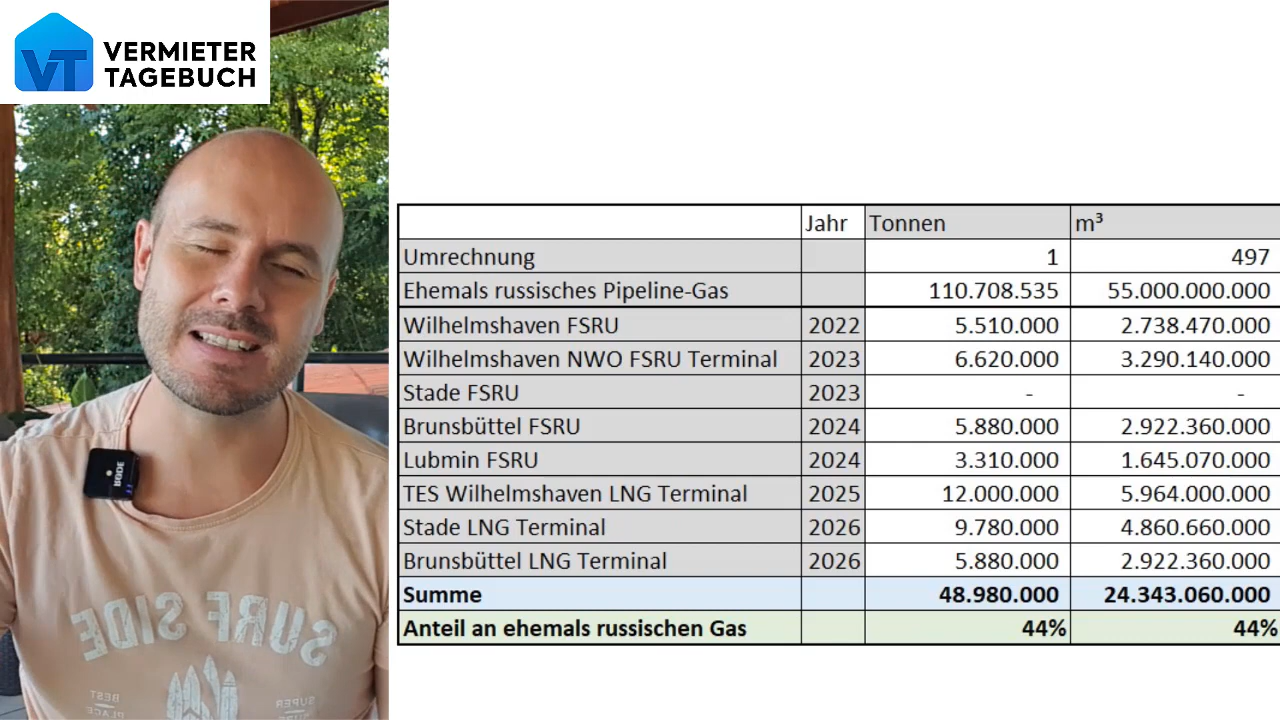 VT VERMIETER
TAGEBUCH
RØDE
SURF SIDE
BEST
PLACE
SUPER
Jahr Tonnen m³
Umrechnung 1 497
Ehemals russisches Pipeline-Gas 110.708.535 55.000.000.000
Wilhelmshaven FSRU 2022 5.510.000 2.738.470.000
Wilhelmshaven NWO FSRU Terminal 2023 6.620.000 3.290.140.000
Stade FSRU 2023 - -
Brunsbüttel FSRU 2024 5.880.000 2.922.360.000
Lubmin FSRU 2024 3.310.000 1.645.070.000
TES Wilhelmshaven LNG Terminal 2025 12.000.000 5.964.000.000
Stade LNG Terminal 2026 9.780.000 4.860.660.000
Brunsbüttel LNG Terminal 2026 5.880.000 2.922.360.000
Summe 48.980.000 24.343.060.000
Anteil an ehemals russischen Gas 44% 44%